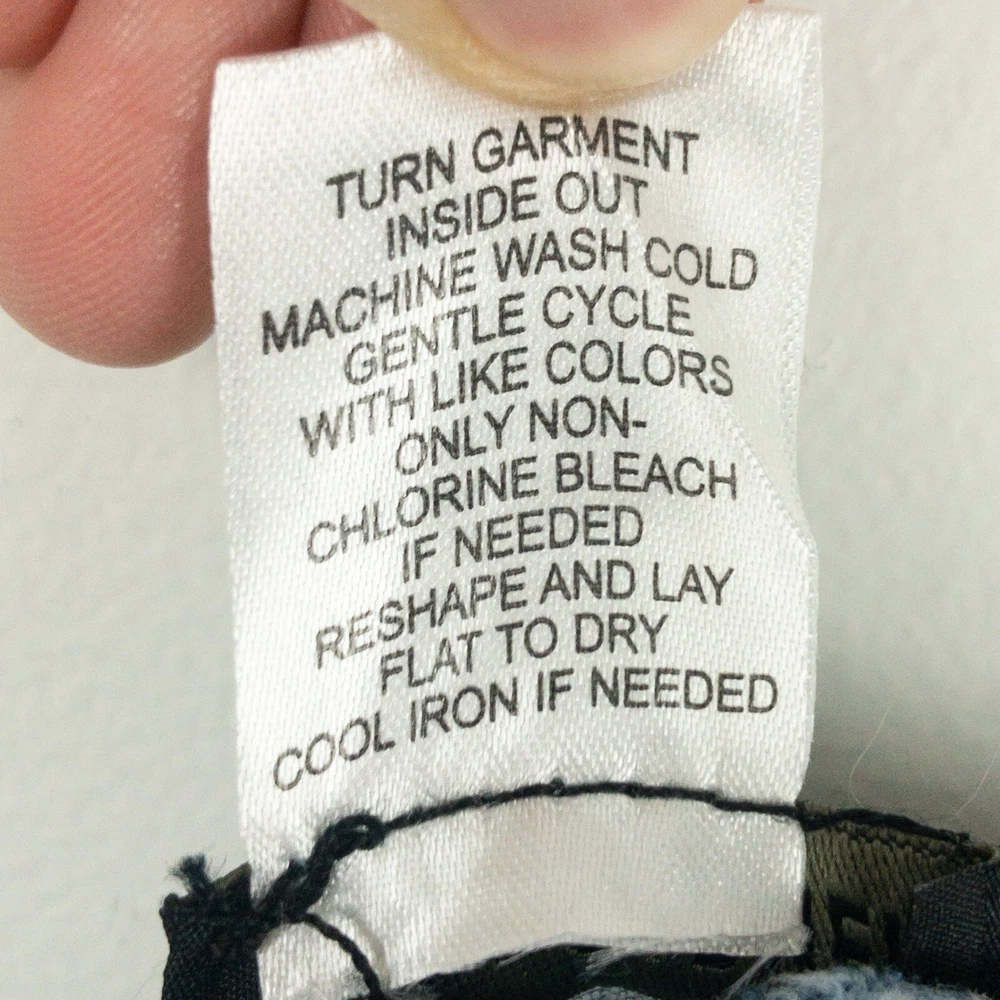 TURN GARMENT
INSIDE OUT
MACHINE WASH COLD
GENTLE CYCLE
WITH LIKE COLORS
ONLY NON-
CHLORINE BLEACH
IF NEEDED
RESHAPE AND LAY
FLAT TO DRY
COOL IRON IF NEEDED